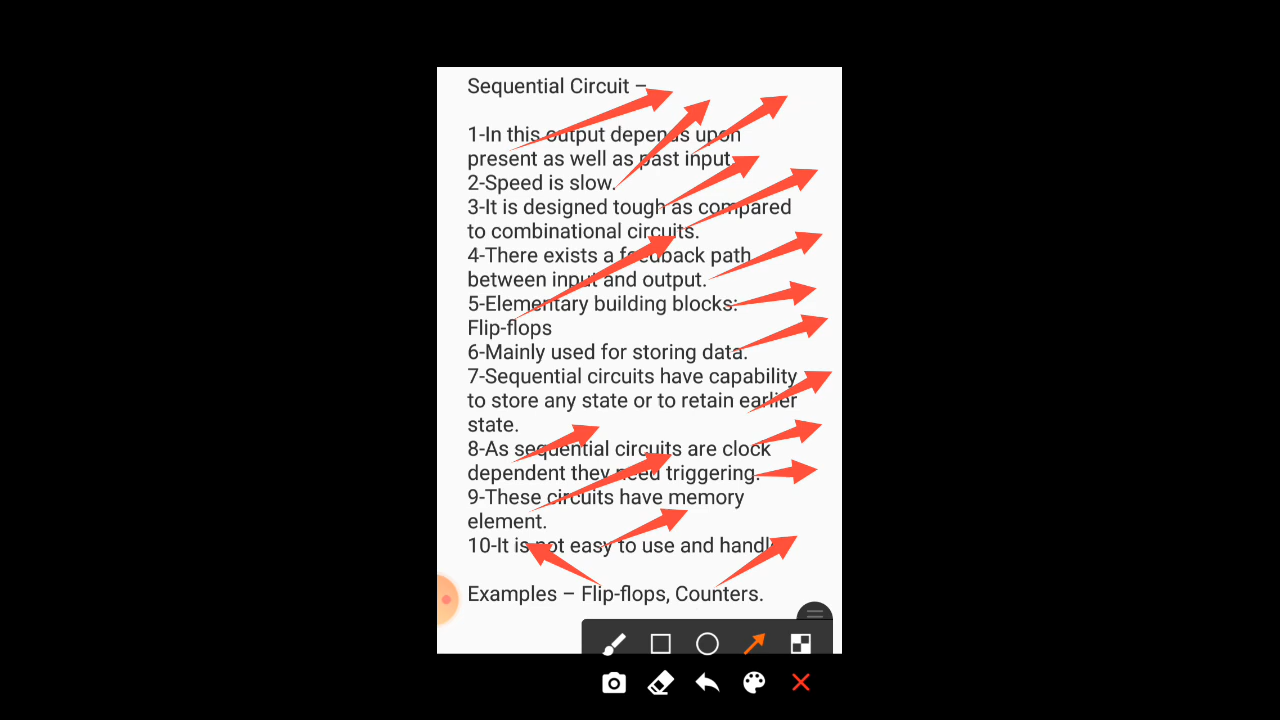 Sequential Circuit –
1-In this output depends upon
present as well as past input.
2-Speed is slow.
3-It is designed tough as compared
to combinational circuits.
4-There exists a feedback path
between input and output.
5-Elementary building blocks:
Flip-flops
6-Mainly used for storing data.
7-Sequential circuits have capability
to store any state or to retain earlier
state.
8-As sequential circuits are clock
dependent they need triggering.
9-These circuits have memory
element.
10-It is not easy to use and handle.
Examples – Flip-flops, Counters.